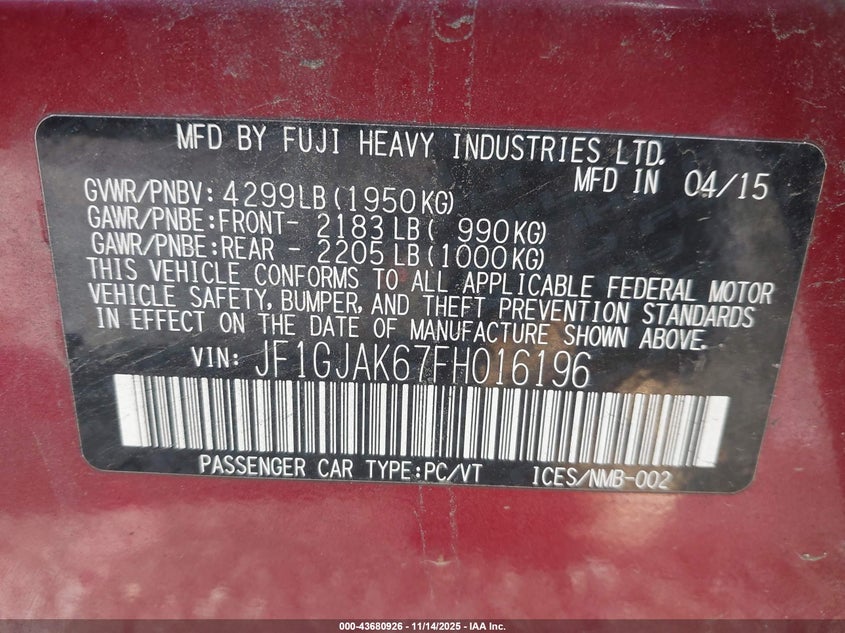 MFD BY FUJI HEAVY INDUSTRIES LTD.
MFD IN 04/15
GVWR/PNBV: 4299LB(1950KG)
GAWR/PNBE:FRONT- 2183LB( 990KG)
GAWR/PNBE:REAR - 2205LB(1000KG)
THIS VEHICLE CONFORMS TO ALL APPLICABLE FEDERAL MOTOR
VEHICLE SAFETY, BUMPER, AND THEFT PREVENTION STANDARDS
IN EFFECT ON THE DATE OF MANUFACTURE SHOWN ABOVE.
VIN: JF1GJAK67FH016196
PASSENGER CAR TYPE:PC/VT ICES/NMB-002
000-43680926 - 11/14/2025 - IAA Inc.